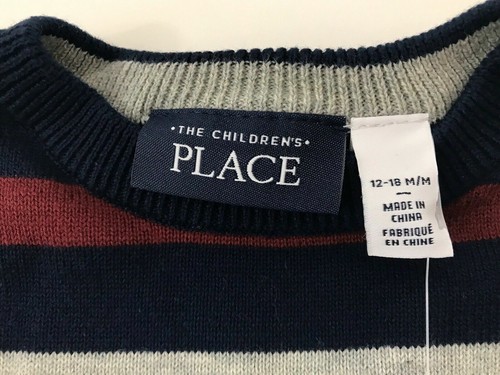 •THE CHILDREN'S•
PLACE
12-18 M/M
MADE IN
CHINA
FABRIQUÉ
EN CHINE